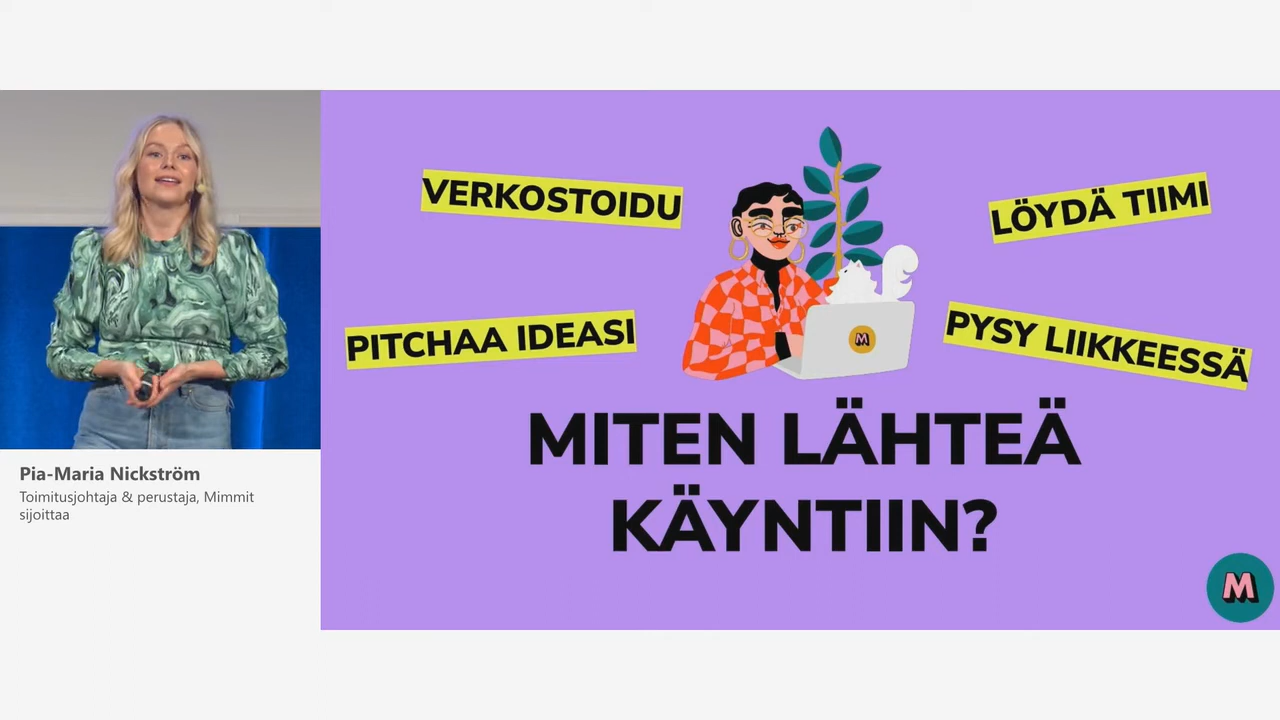 VERKOSTOIDU
LÖYDÄ TIIMI
PITCHAA IDEASI
PYSY LIIKKEESSÄ
M
MITEN LÄHTEÄ
KÄYNTIIN?
M
Pia-Maria Nickström
Toimitusjohtaja & perustaja, Mimmit
sijoittaa